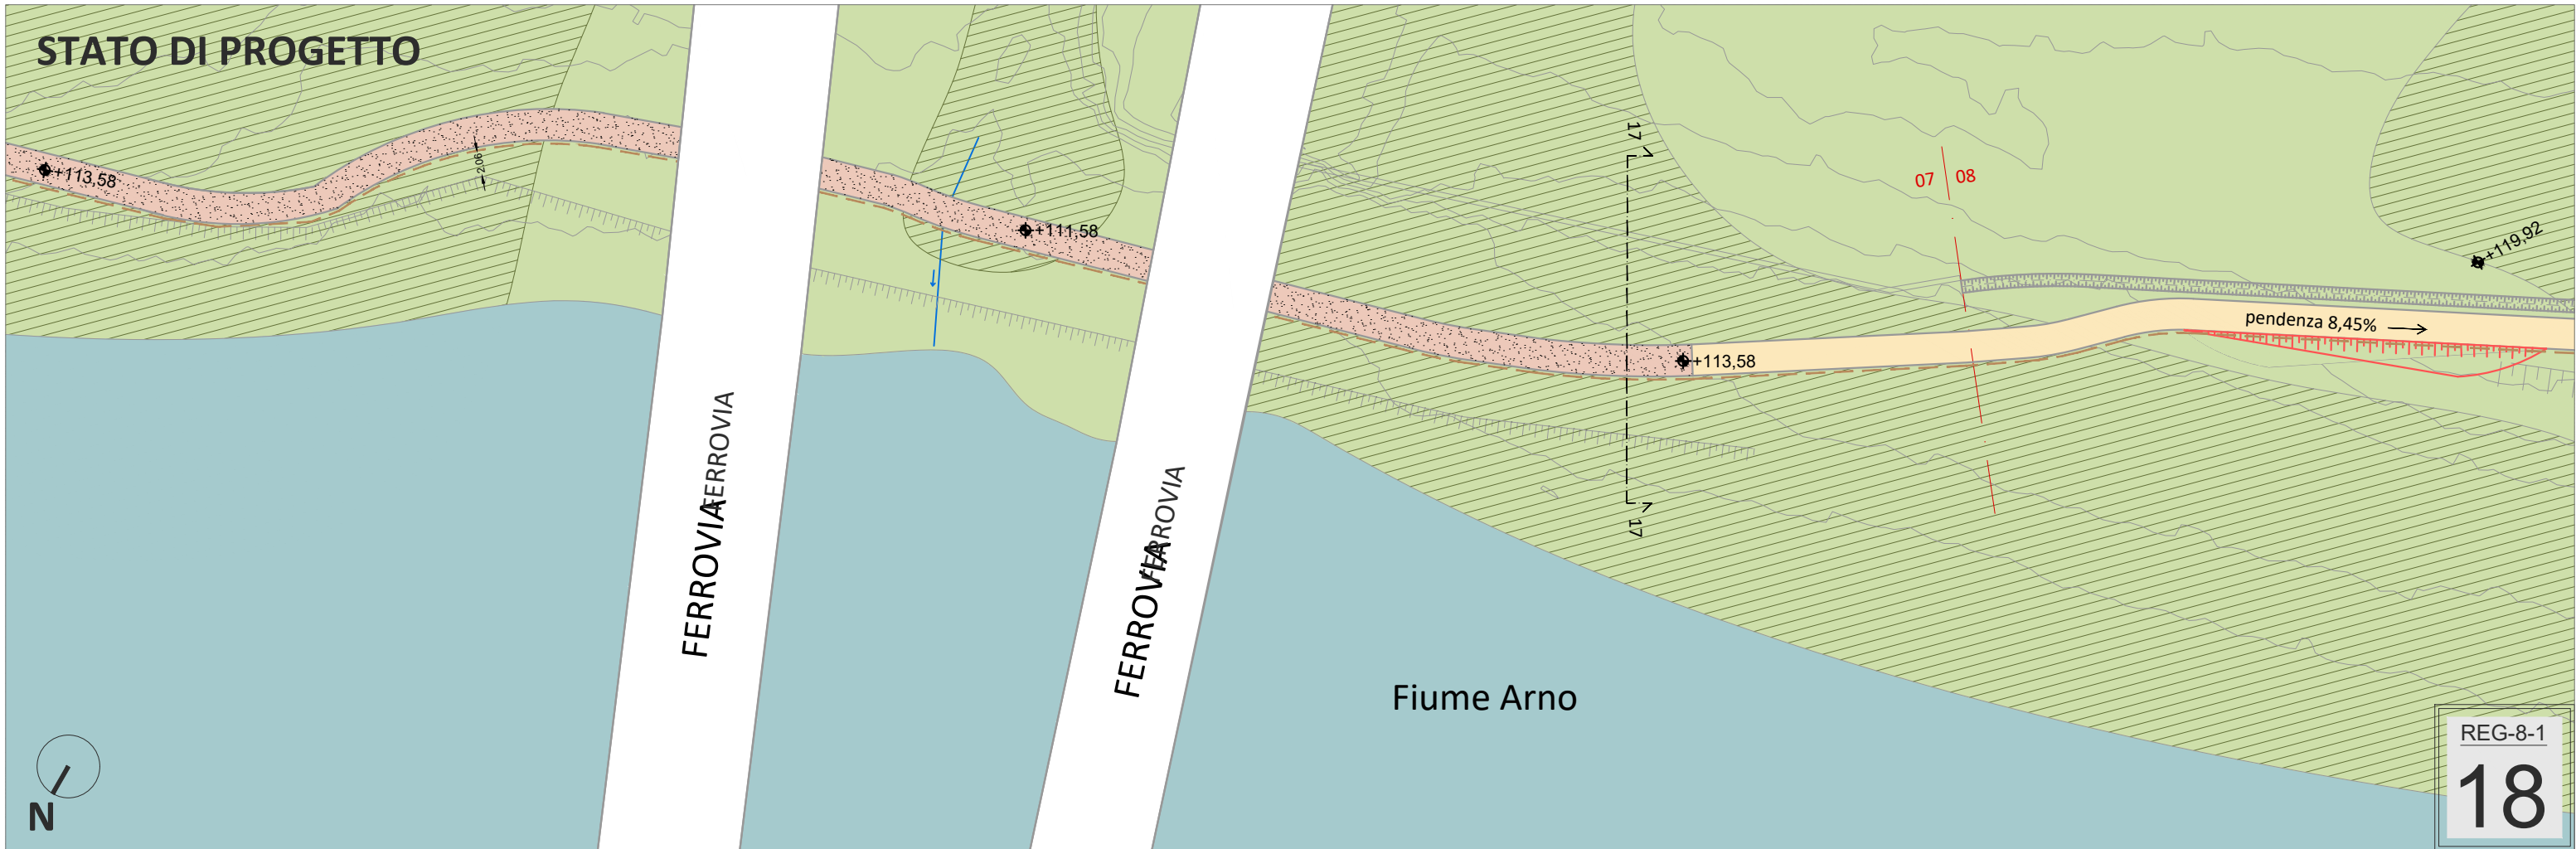 STATO DI PROGETTO
+113,58
2,06
+111,58
17
07 08
+119,92
pendenza 8,45%
+113,58
17
FERROVIA
FERROVIA
FERROVIA
FERROVIA
Fiume Arno
N
REG-8-1
18